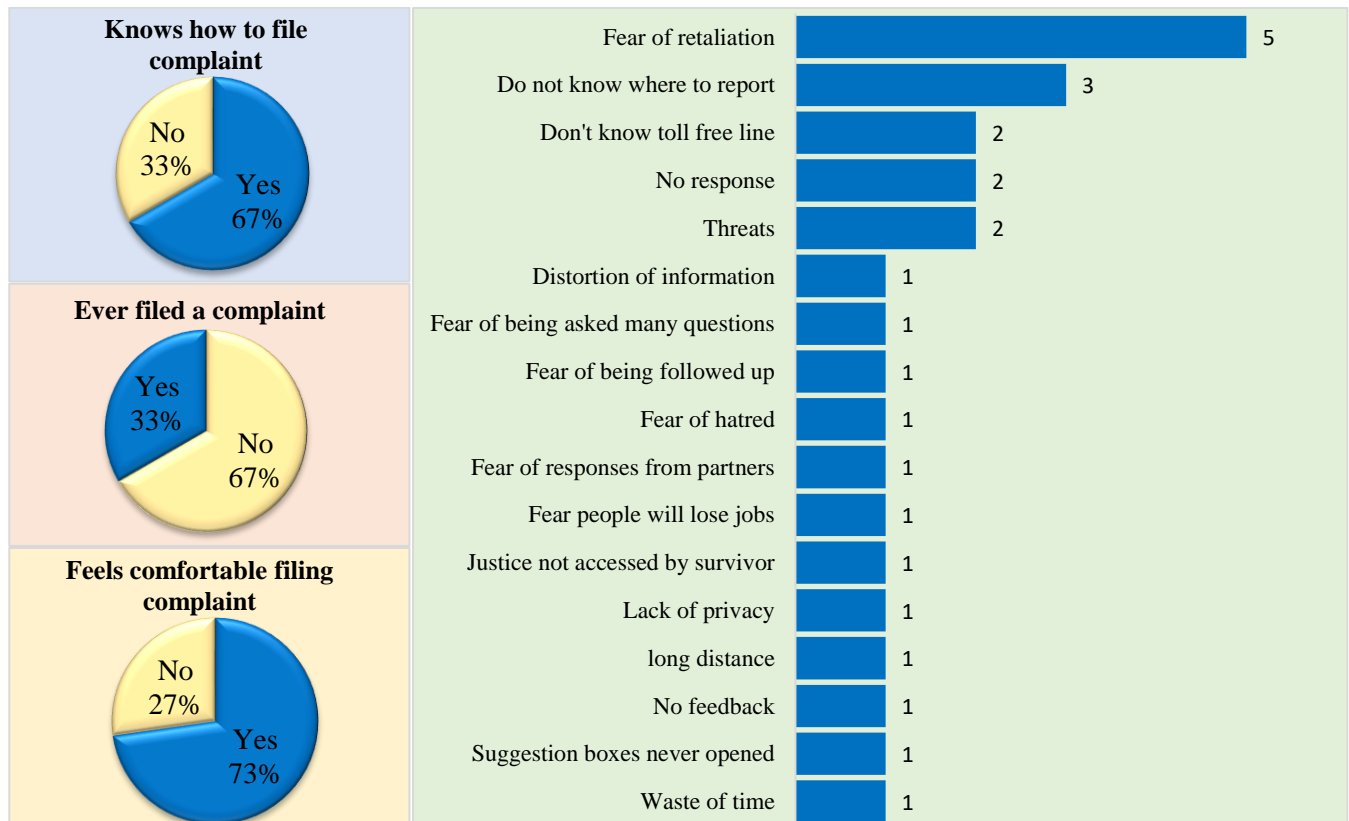 Knows how to file
complaint
No
33%
Yes
67%
Ever filed a complaint
Yes
33%
No
67%
Feels comfortable filing
complaint
No
27%
Yes
73%
Fear of retaliation 5
Do not know where to report 3
Don't know toll free line 2
No response 2
Threats 2
Distortion of information 1
Fear of being asked many questions 1
Fear of being followed up 1
Fear of hatred 1
Fear of responses from partners 1
Fear people will lose jobs 1
Justice not accessed by survivor 1
Lack of privacy 1
long distance 1
No feedback 1
Suggestion boxes never opened 1
Waste of time 1